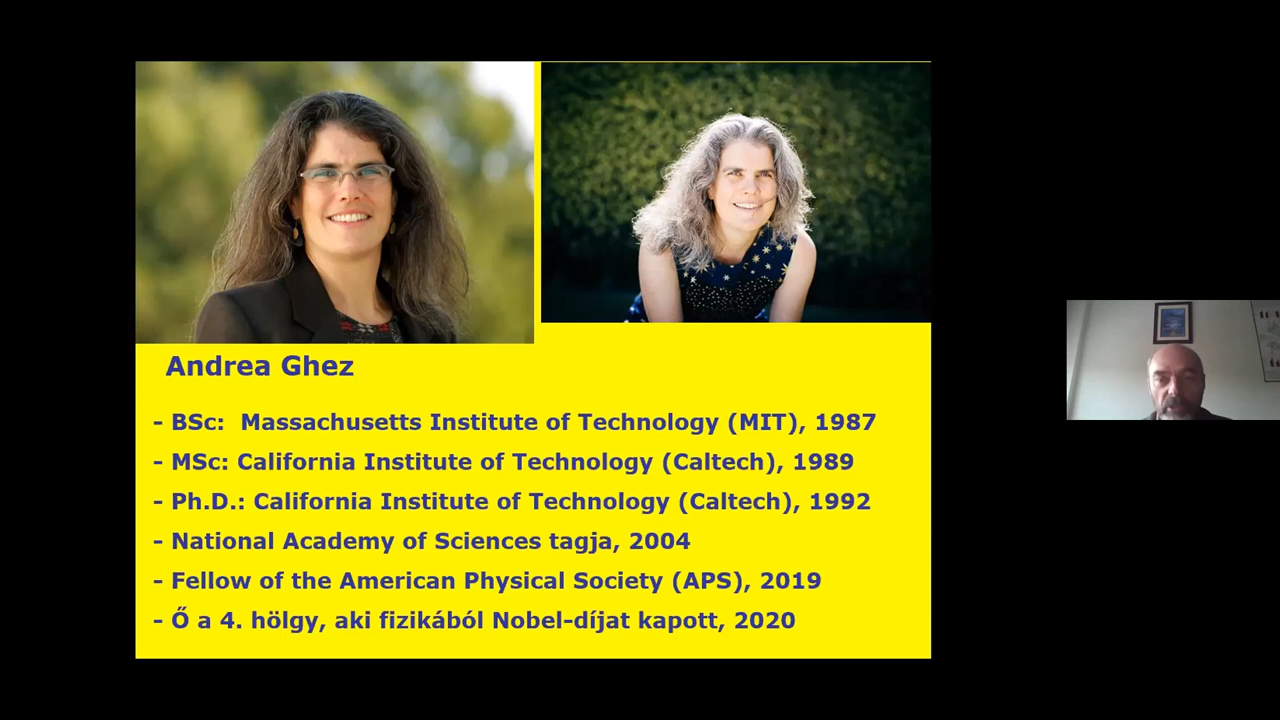 Andrea Ghez
- BSc:  Massachusetts Institute of Technology (MIT), 1987
- MSc: California Institute of Technology (Caltech), 1989
- Ph.D.: California Institute of Technology (Caltech), 1992
- National Academy of Sciences tagja, 2004
- Fellow of the American Physical Society (APS), 2019
- Ő a 4. hölgy, aki fizikából Nobel-díjat kapott, 2020